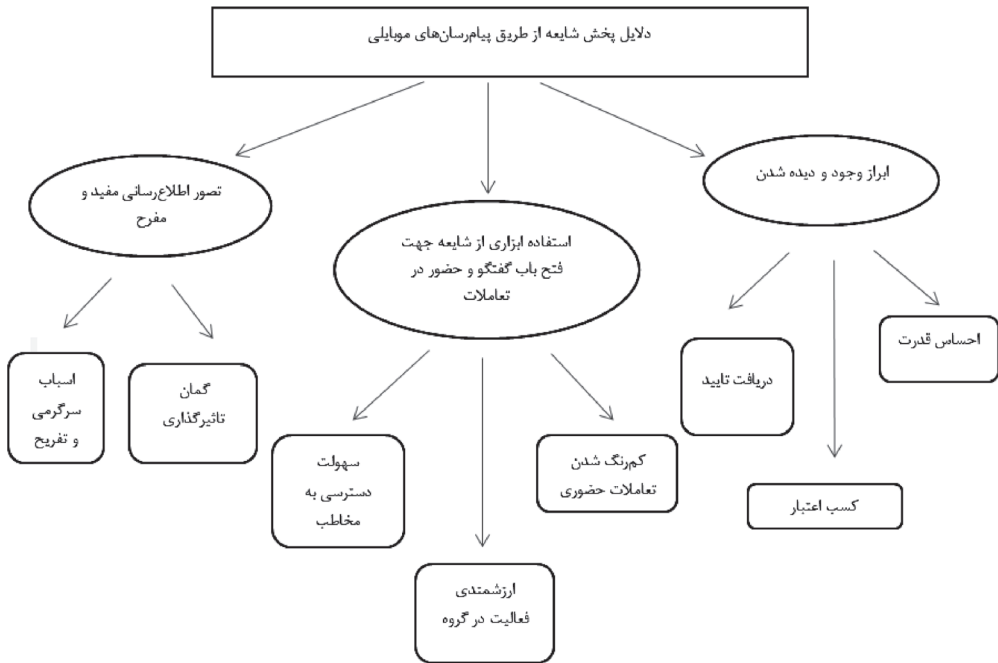 دلایل پخش شایعه از طریق پیام‌رسان‌های موبایلی
ابراز وجود و دیده شدن
تصور اطلاع‌رسانی مفید و
مفرح
استفاده ابزاری از شایعه جهت
فتح باب گفتگو و حضور در
تعاملات
احساس قدرت
دریافت تایید
کسب اعتبار
کم‌رنگ شدن
تعاملات حضوری
ارزشمندی
فعالیت در گروه
سهولت
دسترسی به
مخاطب
گمان
تاثیرگذاری
اسباب
سرگرمی
و تفریح